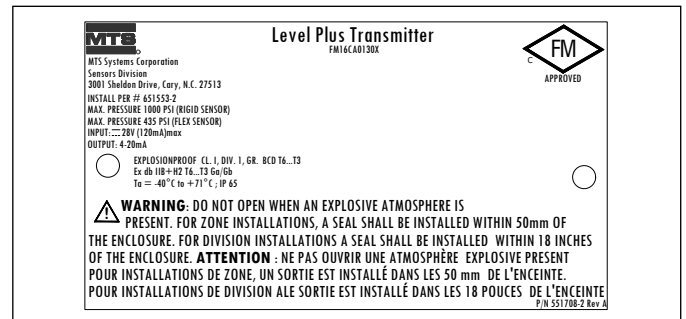 MTS
Level Plus Transmitter
FM16CA0130X
FM
C
APPROVED
MTS Systems Corporation
Sensors Division
3001 Sheldon Drive, Cary, N.C. 27513
INSTALL PER # 651553-2
MAX. PRESSURE 1000 PSI (RIGID SENSOR)
MAX. PRESSURE 435 PSI (FLEX SENSOR)
INPUT: ⎓ 28V (120mA)max
OUTPUT: 4-20mA
EXPLOSIONPROOF CL. I, DIV. 1, GR. BCD T6...T3
Ex db IIB+H2 T6...T3 Ga/Gb
Ta = -40°C to +71°C ; IP 65
WARNING: DO NOT OPEN WHEN AN EXPLOSIVE ATMOSPHERE IS
PRESENT. FOR ZONE INSTALLATIONS, A SEAL SHALL BE INSTALLED WITHIN 50mm OF
THE ENCLOSURE. FOR DIVISION INSTALLATIONS A SEAL SHALL BE INSTALLED WITHIN 18 INCHES
OF THE ENCLOSURE. ATTENTION : NE PAS OUVRIR UNE ATMOSPHÈRE EXPLOSIVE PRESENT
POUR INSTALLATIONS DE ZONE, UN SORTIE EST INSTALLÉ DANS LES 50 mm DE L'ENCEINTE.
POUR INSTALLATIONS DE DIVISION ALE SORTIE EST INSTALLÉ DANS LES 18 POUCES DE L'ENCEINTE
P/N 551708-2 Rev A